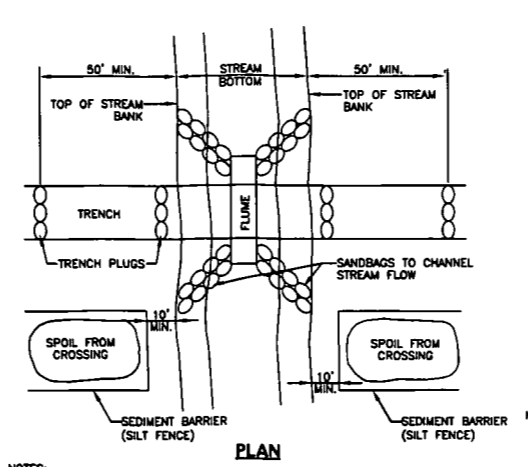 50' MIN.
STREAM
BOTTOM
50' MIN.
TOP OF STREAM
BANK
TOP OF STREAM
BANK
TRENCH
FLUME
TRENCH PLUGS
SANDBAGS TO CHANNEL
STREAM FLOW
10'
MIN.
SPOIL FROM
CROSSING
SPOIL FROM
CROSSING
10'
MIN.
SEDIMENT BARRIER
(SILT FENCE)
SEDIMENT BARRIER
(SILT FENCE)
PLAN
NOTES: